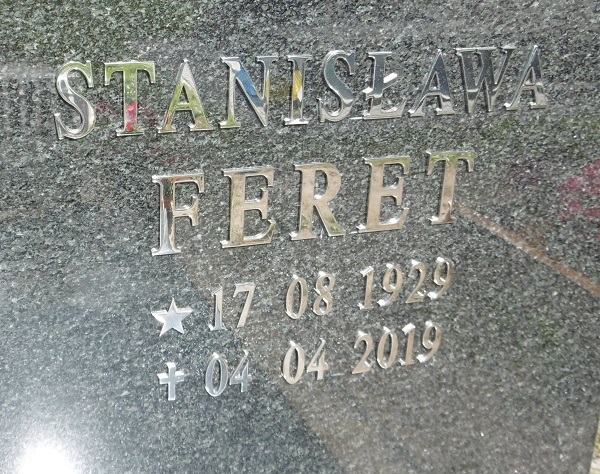 STANISŁAWA
FERET
★ 17 08 1929
✝ 04 04 2019